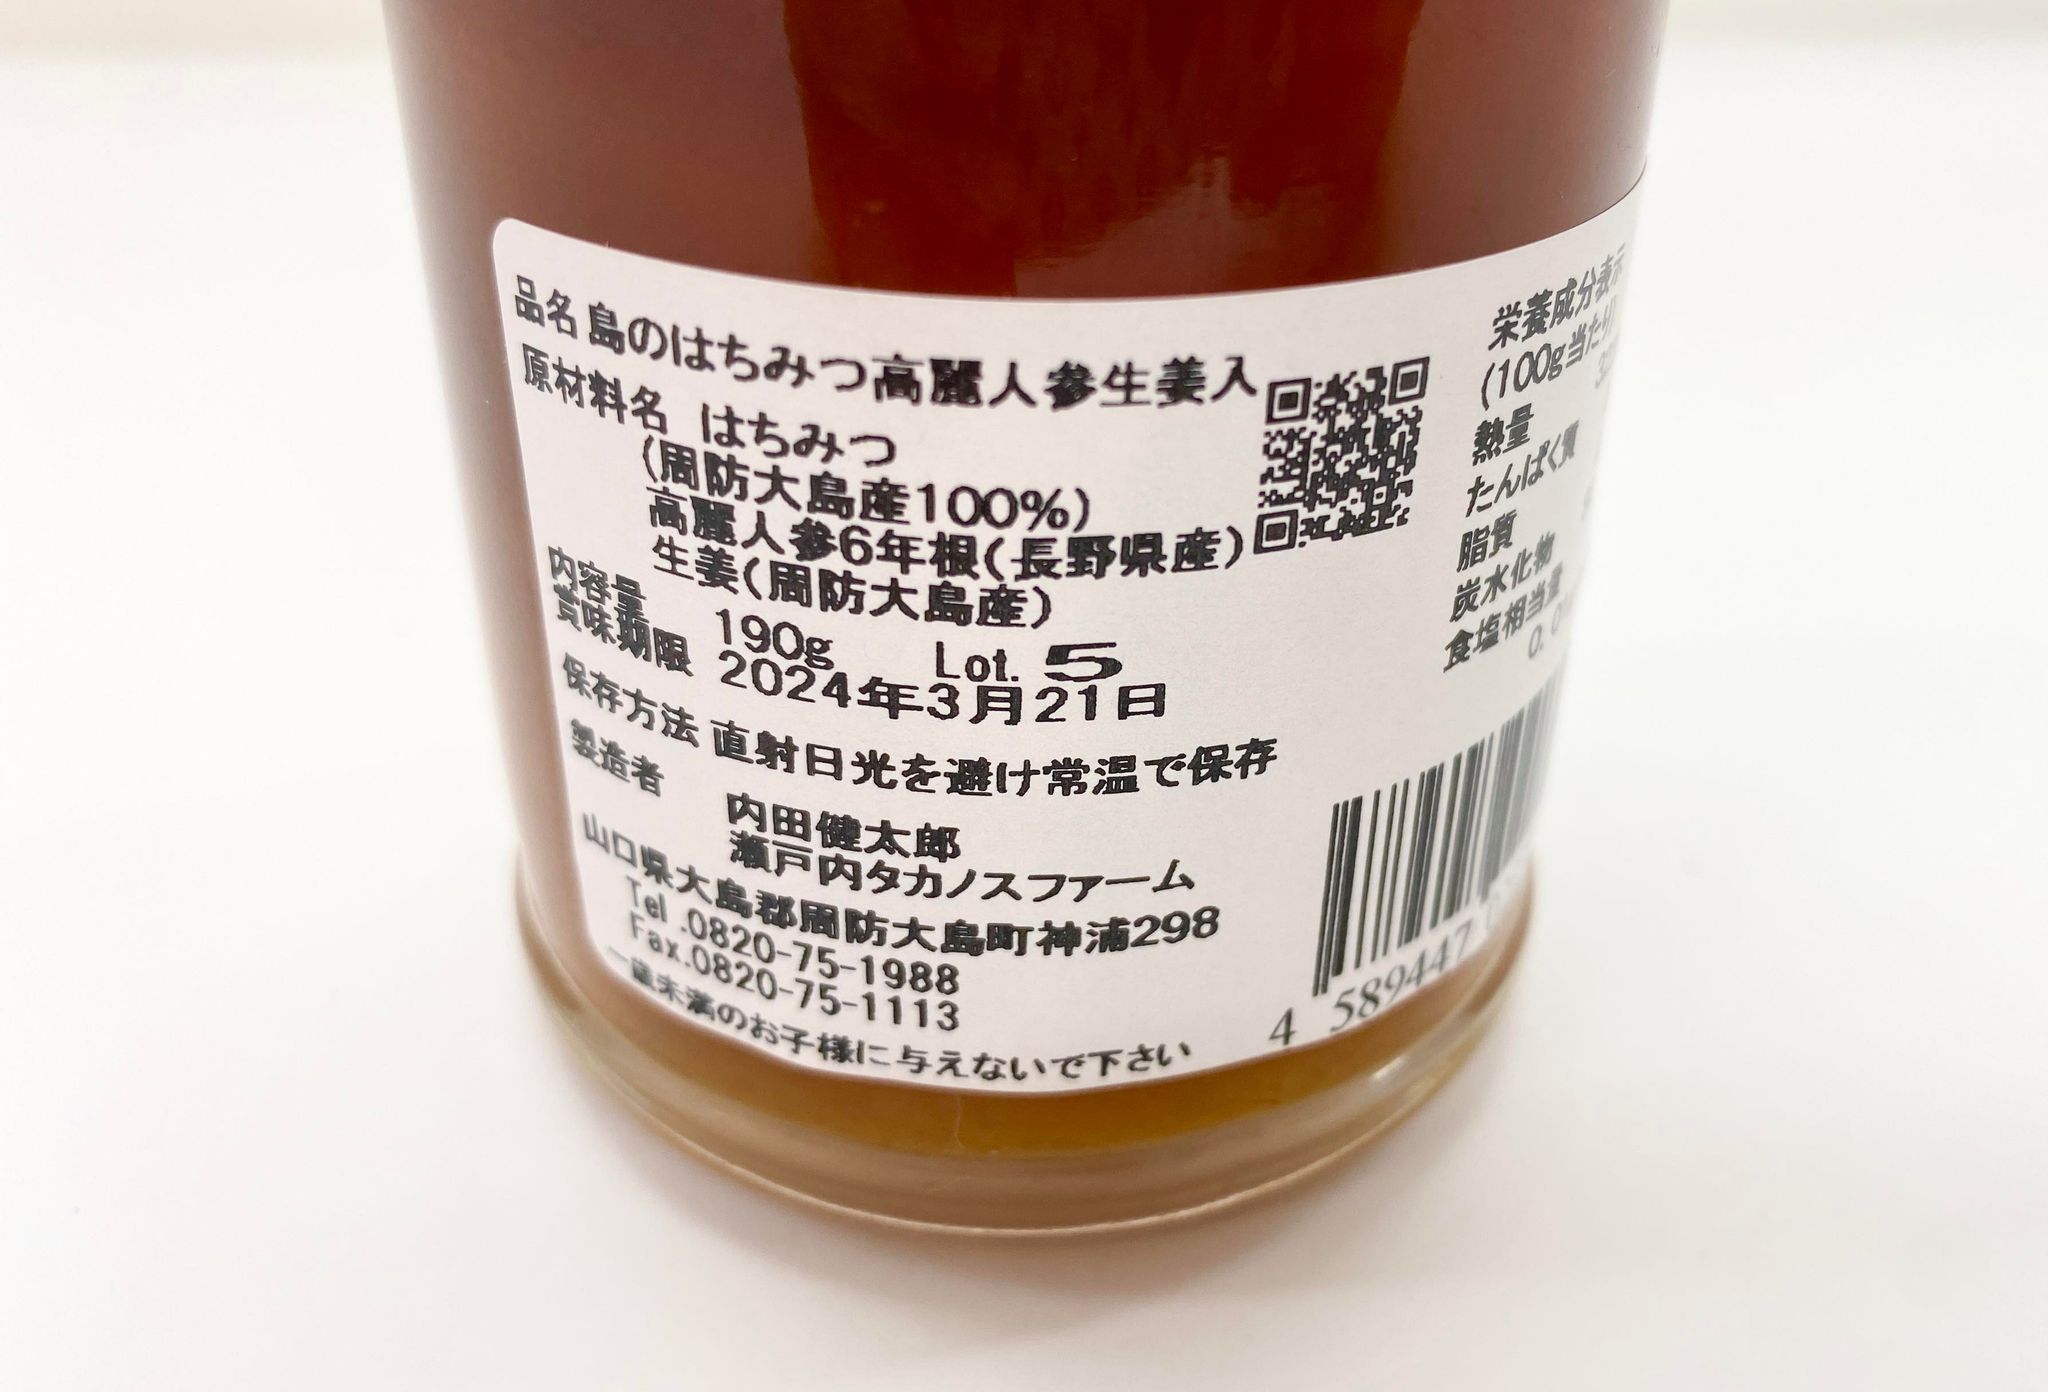 品名 島のはちみつ高麗人参生姜入
原材料名 はちみつ
(周防大島産100%)
高麗人参6年根(長野県産)
生姜(周防大島産)
内容量 190g Lot. 5
賞味期限 2024年3月21日
保存方法 直射日光を避け常温で保存
製造者 内田健太郎
瀬戸内タカノスファーム
山口県大島郡周防大島町神浦298
Tel .0820-75-1988
Fax.0820-75-1113
一歳未満のお子様に与えないで下さい
栄養成分表示
(100g当たり)
熱量
たんぱく質
脂質
炭水化物
食塩相当量
4 589447